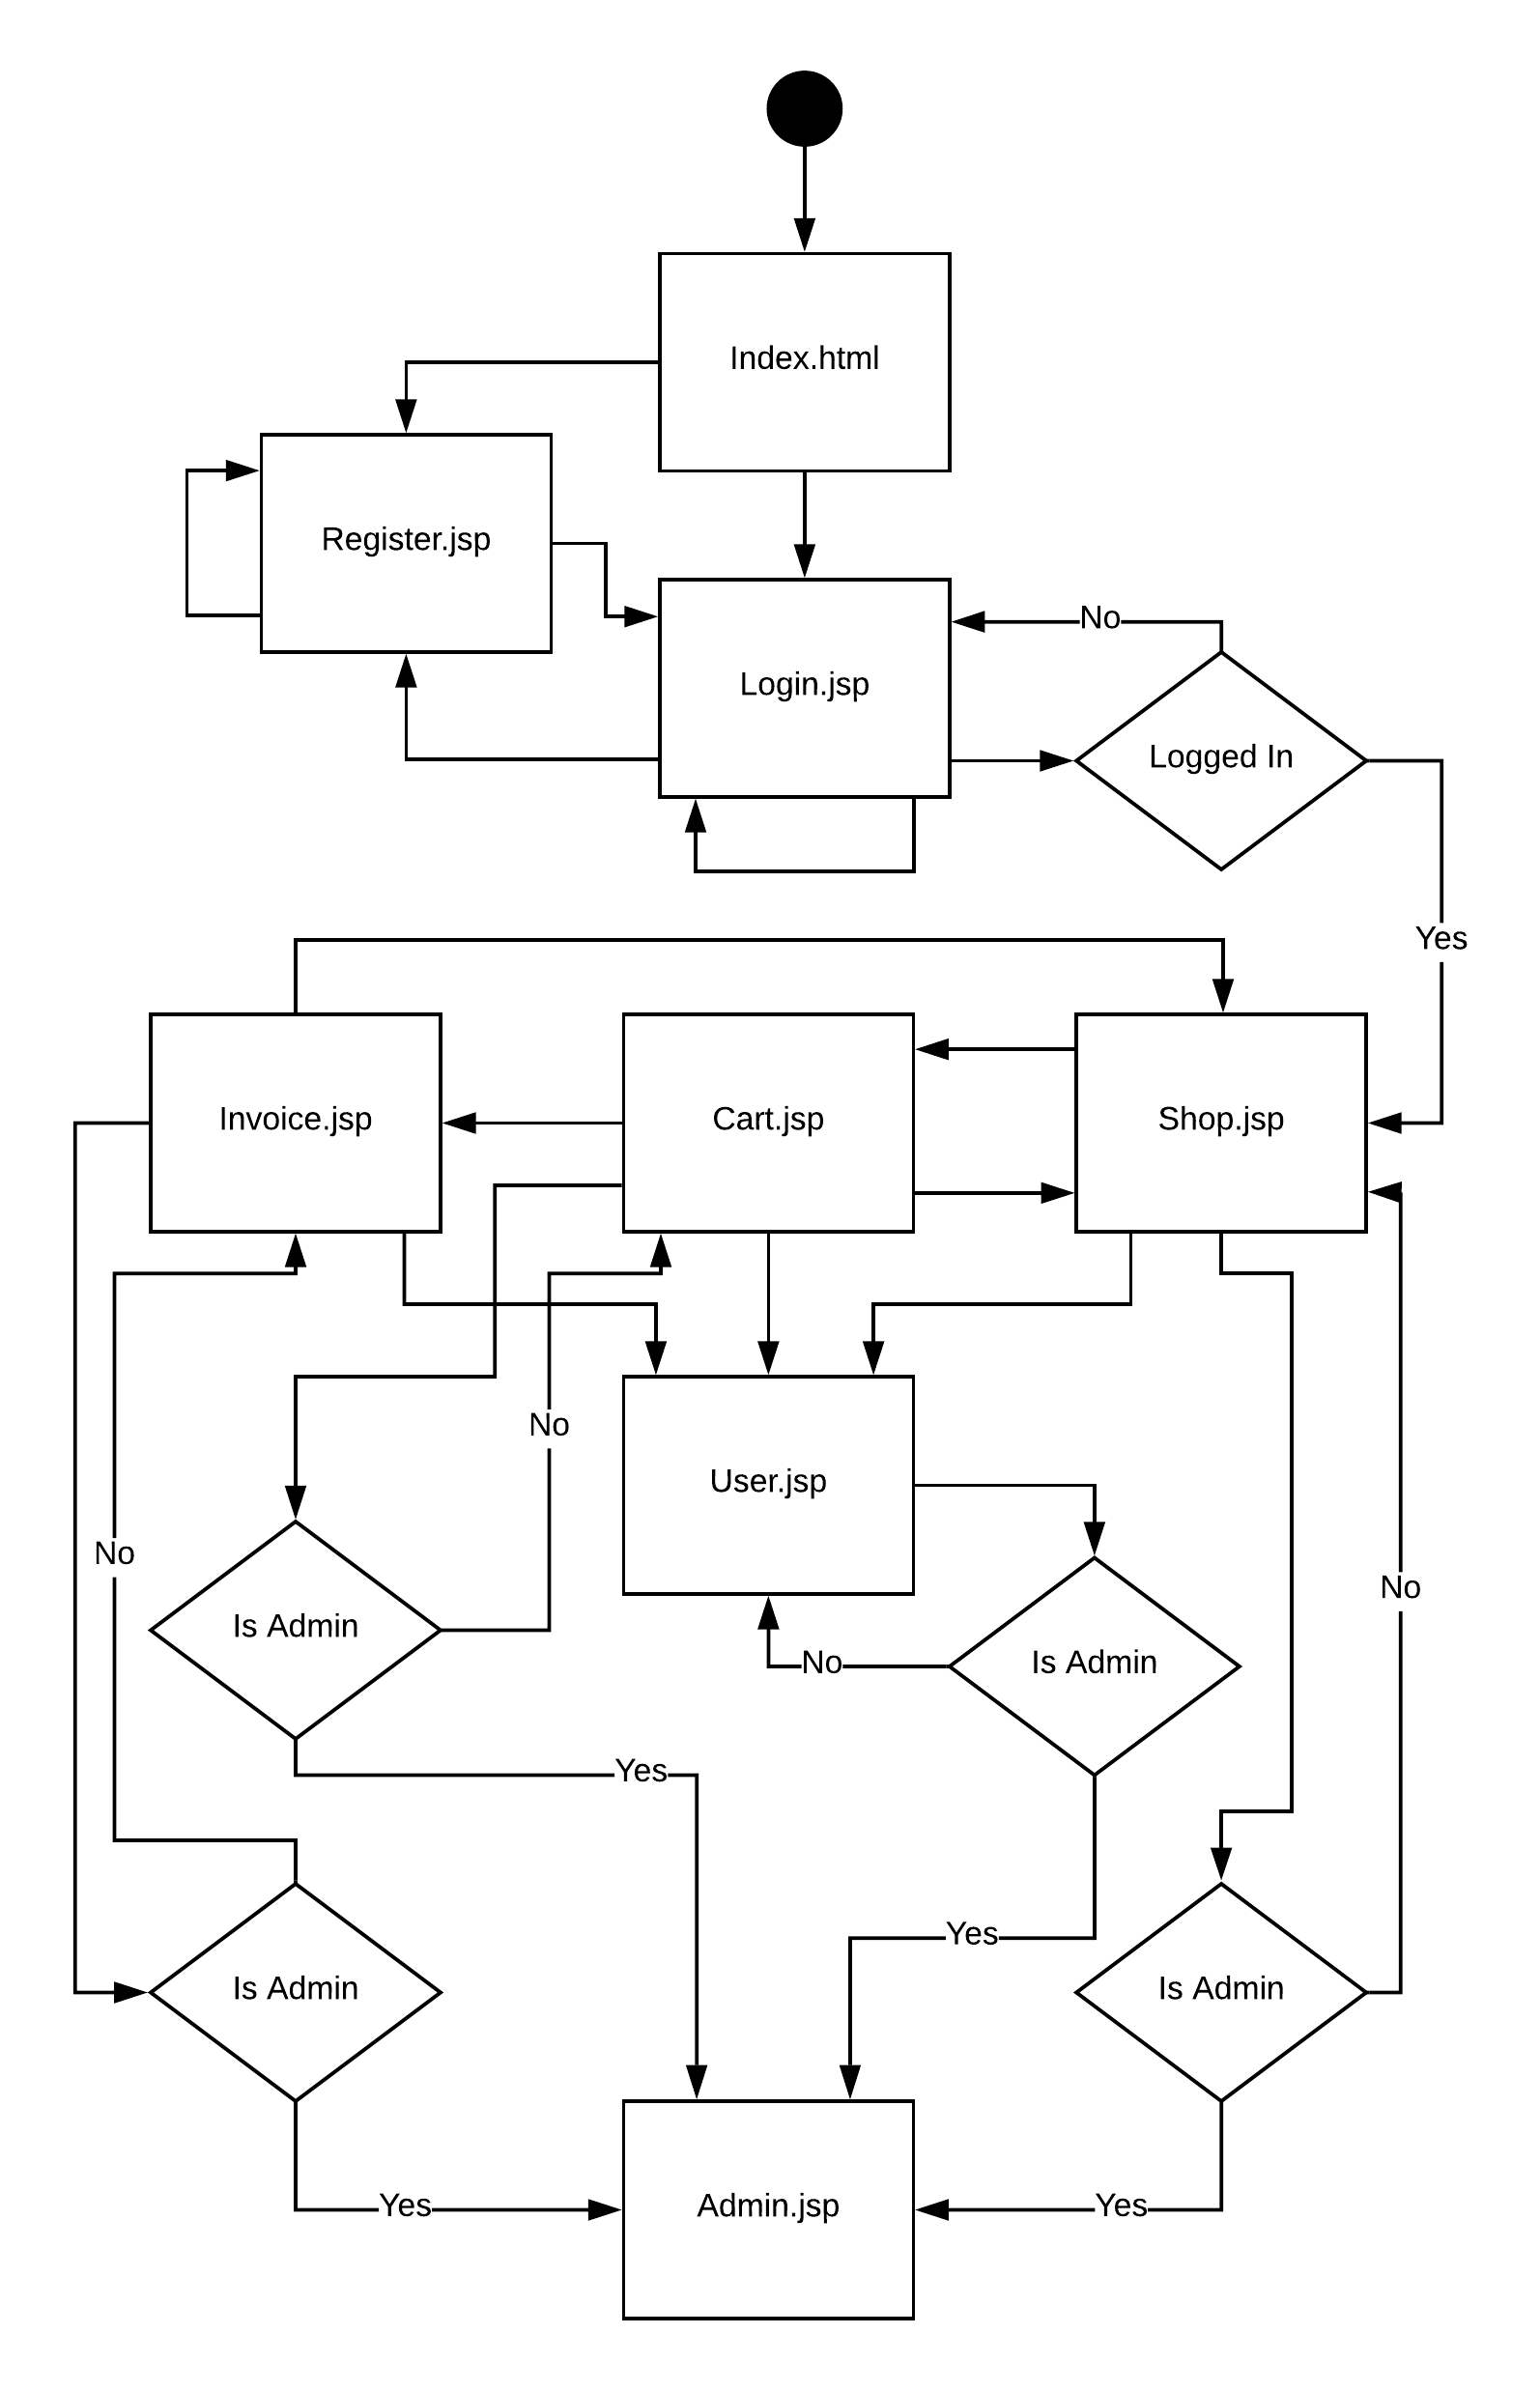 Index.html
Register.jsp
No
Login.jsp
Logged In
Yes
Invoice.jsp
Cart.jsp
Shop.jsp
No
User.jsp
No
No
Is Admin
No
Is Admin
Yes
Yes
Is Admin
Is Admin
Yes
Admin.jsp
Yes